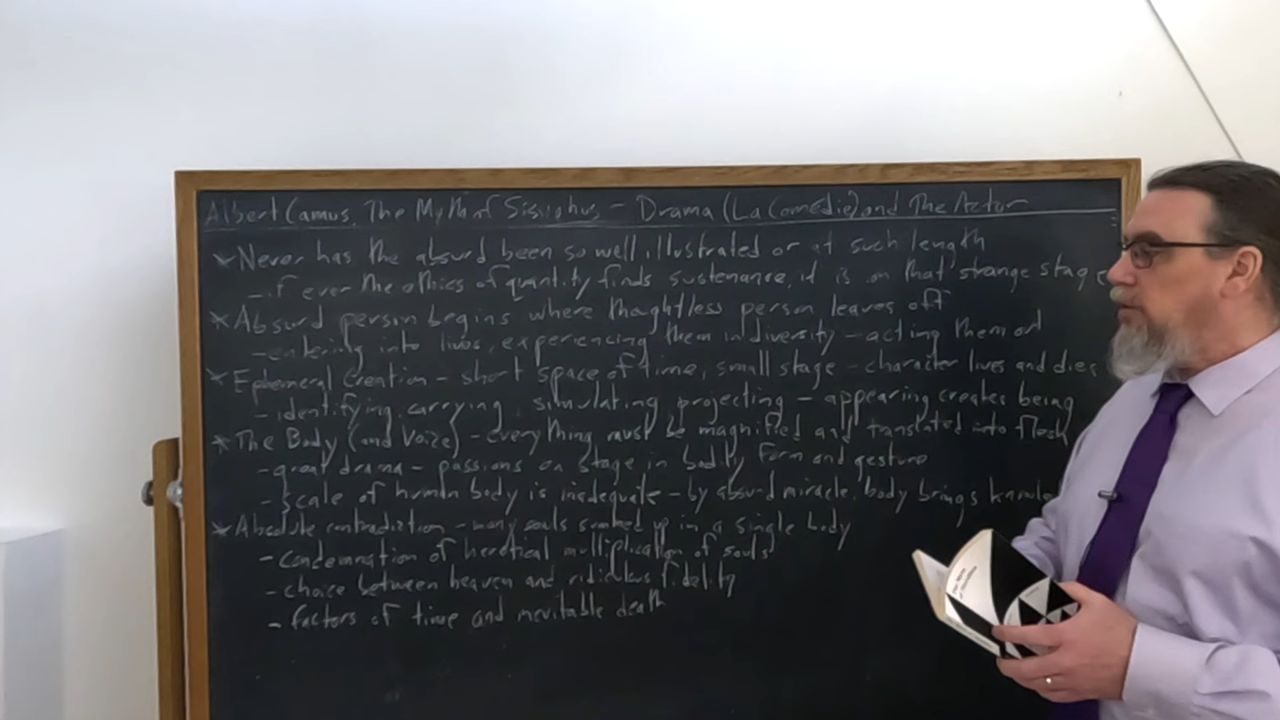 Albert Camus, The Myth of Sisyphus - Drama (La Comédie) and The Actor
* Never has the absurd been so well illustrated or at such length
- if ever the ethics of quantity finds sustenance, it is on that strange stage
* Absurd person begins where thoughtless person leaves off
- entering into lives, experiencing them in diversity - acting them out
* Ephemeral Creation - short space of time, small stage - character lives and dies
- identifying, carrying, simulating, projecting - appearing creates being
* The Body (and Voice) - everything must be magnified and translated into flesh
- great drama - passions on stage in bodily form and gesture
- scale of human body is inadequate - by absurd miracle, body brings knowle
* Absolute contradiction - many souls summed up in a single body
- condemnation of heretical multiplication of souls
- choice between heaven and ridiculous fidelity
- factors of time and inevitable death